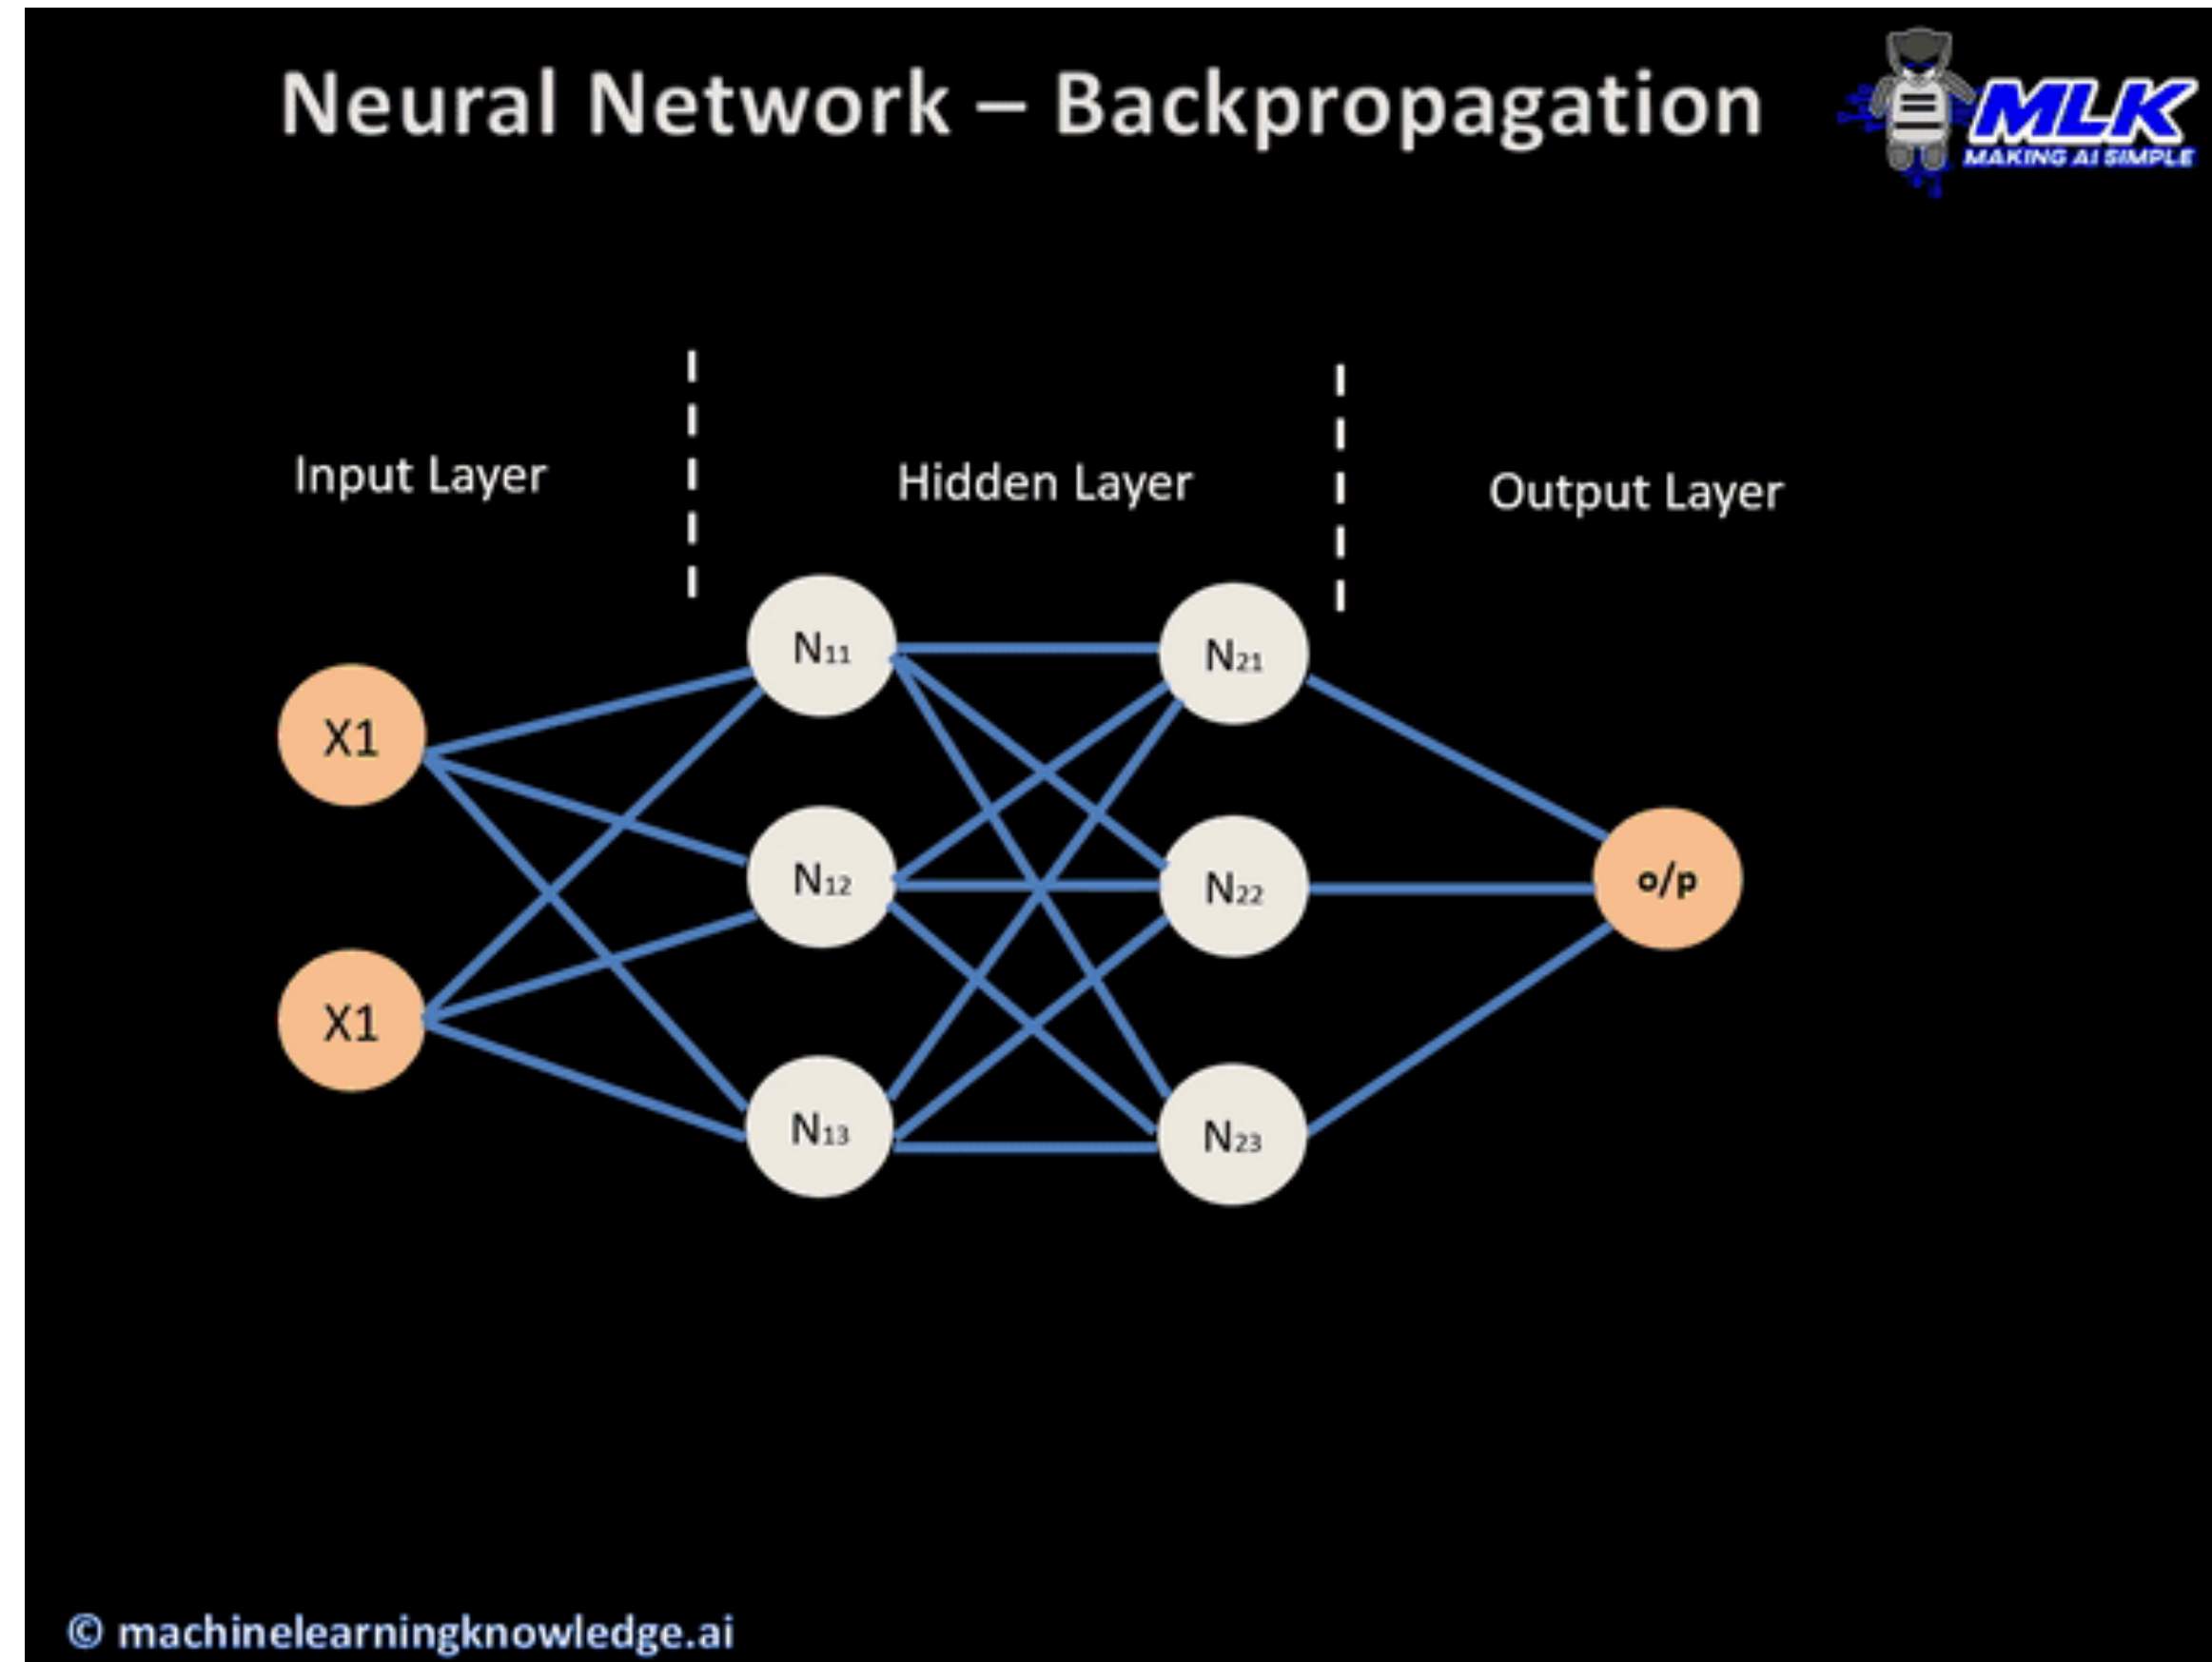 Neural Network – Backpropagation
MLK
MAKING AI SIMPLE
Input Layer
Hidden Layer
Output Layer
N11
N21
X1
N12
N22
o/p
X1
N13
N23
© machinelearningknowledge.ai